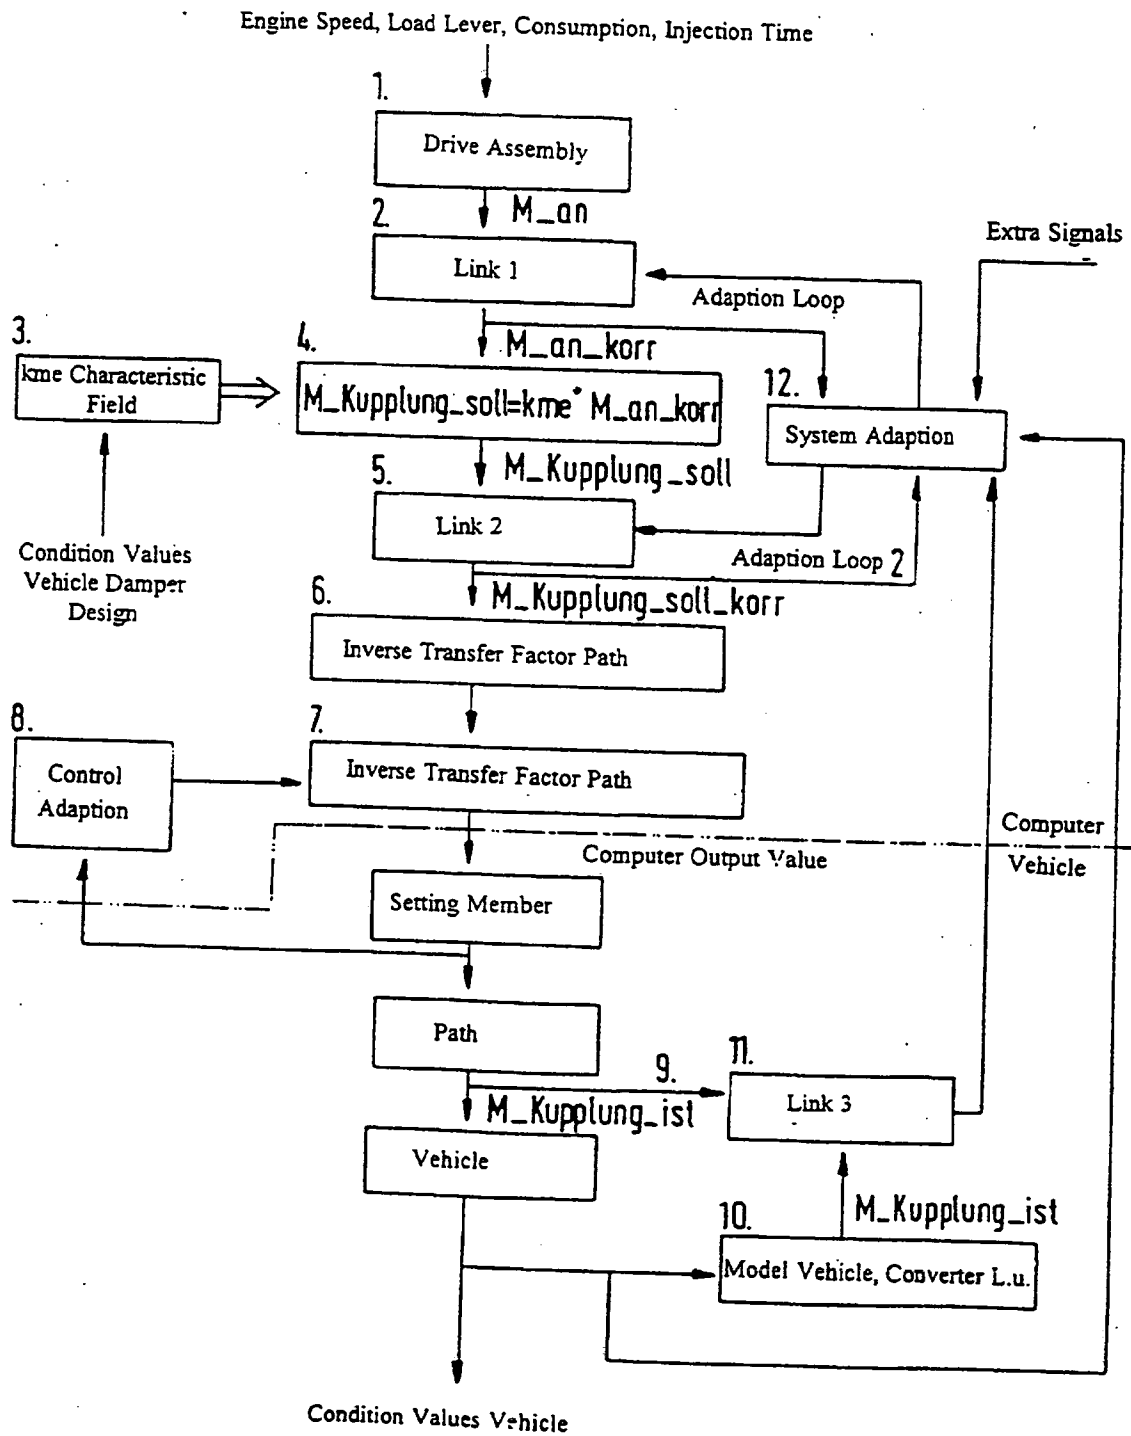 Engine Speed, Load Lever, Consumption, Injection Time
1.
Drive Assembly
M_an
2.
Link 1
Extra Signals
Adaption Loop
3.
kme Characteristic
Field
4.
M_an_korr
M_Kupplung_soll=kme* M_an_korr
12.
System Adaption
M_Kupplung_soll
5.
Link 2
Adaption Loop 2
Condition Values
Vehicle Damper
Design
M_Kupplung_soll_korr
6.
Inverse Transfer Factor Path
8.
Control
Adaption
7.
Inverse Transfer Factor Path
Computer
Computer Output Value
Vehicle
Setting Member
Path
9.
11.
Link 3
M_Kupplung_ist
Vehicle
M_Kupplung_ist
10.
Model Vehicle, Converter L.u.
Condition Values Vehicle